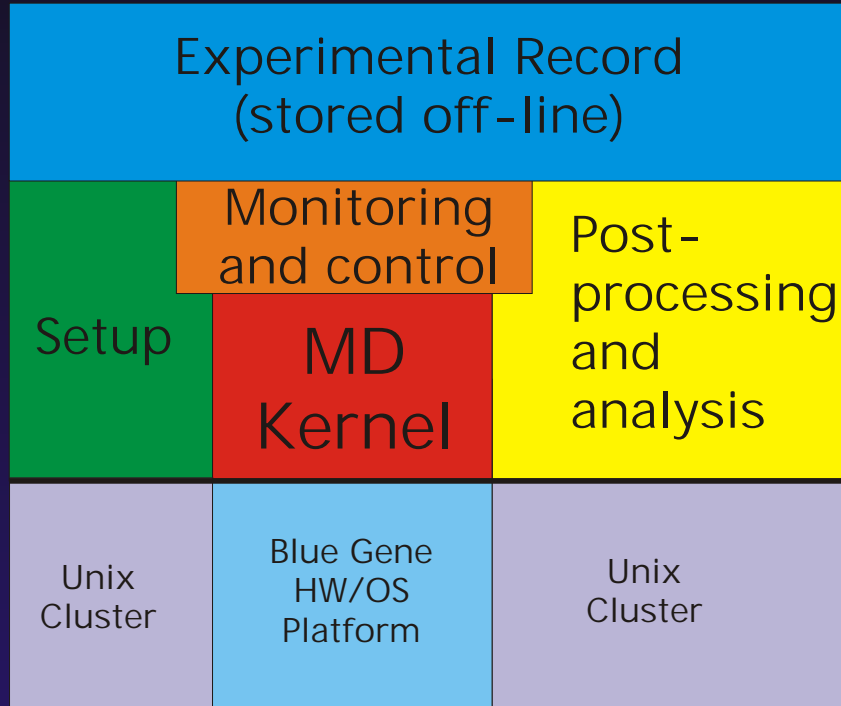 Experimental Record
(stored off-line)
Monitoring
and control
Setup
MD
Kernel
Post-
processing
and
analysis
Unix
Cluster
Blue Gene
HW/OS
Platform
Unix
Cluster